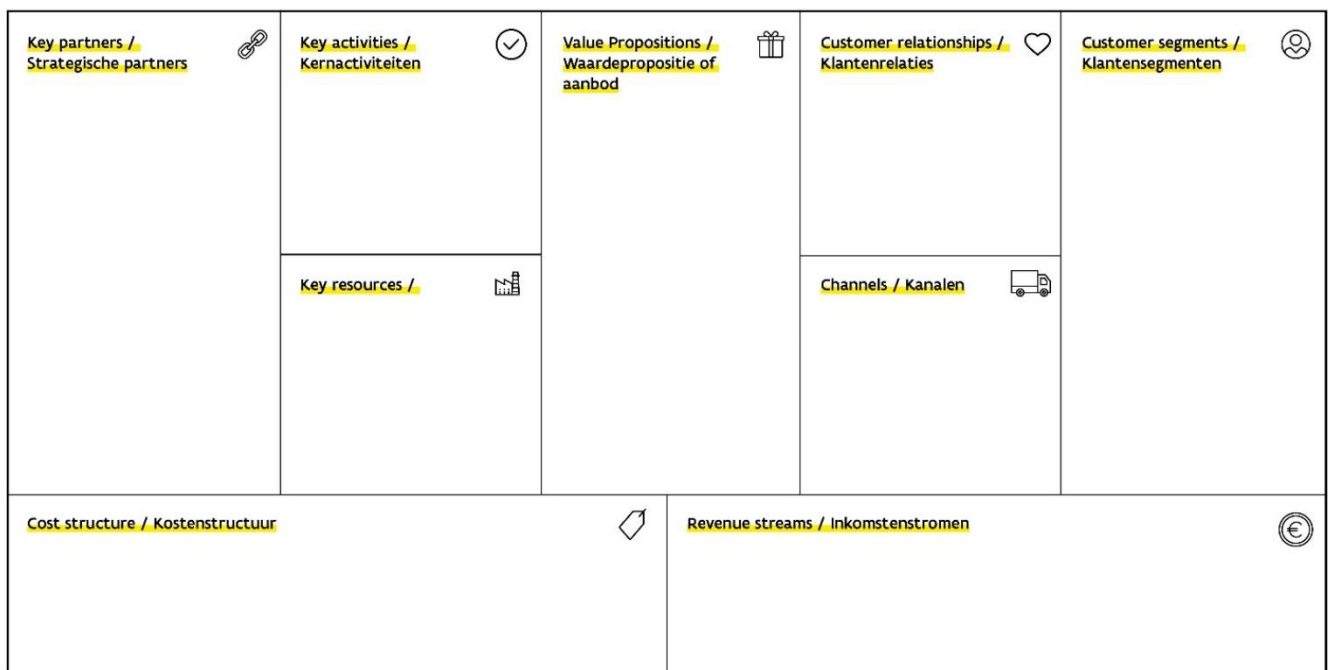 Key partners /
Strategische partners
Key activities /
Kernactiviteiten
Value Propositions /
Waardepropositie of
aanbod
Customer relationships /
Klantenrelaties
Customer segments /
Klantensegmenten
Key resources /
Channels / Kanalen
Cost structure / Kostenstructuur
Revenue streams / Inkomstenstromen
€